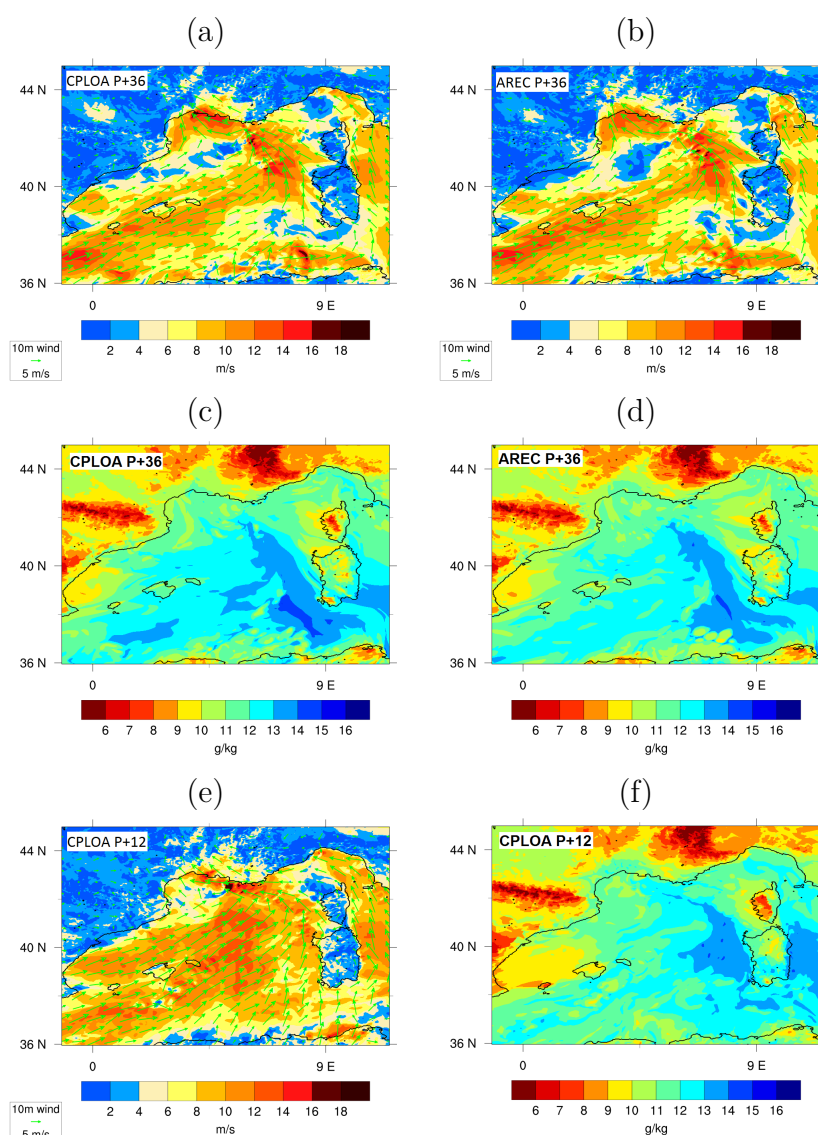 (a) (b)
CPLOA P+36 AREC P+36
44 N 44 N
40 N 40 N
36 N 36 N
0 9 E 0 9 E
10m wind 2 4 6 8 10 12 14 16 18 10m wind 2 4 6 8 10 12 14 16 18
5 m/s m/s 5 m/s m/s
(c) (d)
CPLOA P+36 AREC P+36
44 N 44 N
40 N 40 N
36 N 36 N
0 9 E 0 9 E
6 7 8 9 10 11 12 13 14 15 16 6 7 8 9 10 11 12 13 14 15 16
g/kg g/kg
(e) (f)
CPLOA P+12 CPLOA P+12
44 N 44 N
40 N 40 N
36 N 36 N
0 9 E 0 9 E
10m wind 2 4 6 8 10 12 14 16 18 6 7 8 9 10 11 12 13 14 15 16
5 m/s m/s g/kg